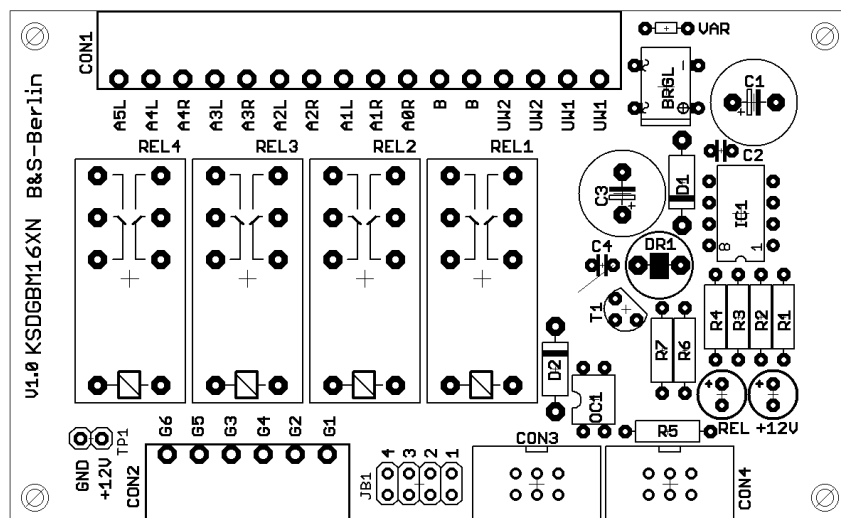 CON1
VAR
BRGL
C1
A5L
A4L
A4R
A3L
A3R
A2L
A2R
A1L
A1R
A0R
B
B
UW2
UW2
UW1
UW1
V1.0 KSDGBM16XN B&S-Berlin
REL4
REL3
REL2
REL1
C2
C3
D1
IC1
8
1
C4
DR1
T1
R4
R3
R2
R1
R7
R6
D2
OC1
REL +12V
R5
TP1
GND
+12V
G6
G5
G3
G4
G2
G1
CON2
JB1
4
3
2
1
CON3
CON4